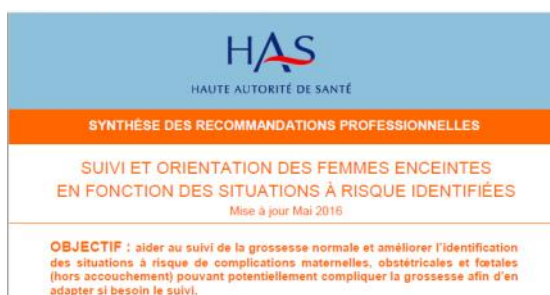 HAS
HAUTE AUTORITÉ DE SANTÉ
SYNTHÈSE DES RECOMMANDATIONS PROFESSIONNELLES
SUIVI ET ORIENTATION DES FEMMES ENCEINTES
EN FONCTION DES SITUATIONS À RISQUE IDENTIFIÉES
Mise à jour Mai 2016
OBJECTIF : aider au suivi de la grossesse normale et améliorer l'identification
des situations à risque de complications maternelles, obstétricales et fœtales
(hors accouchement) pouvant potentiellement compliquer la grossesse afin d'en
adapter si besoin le suivi.